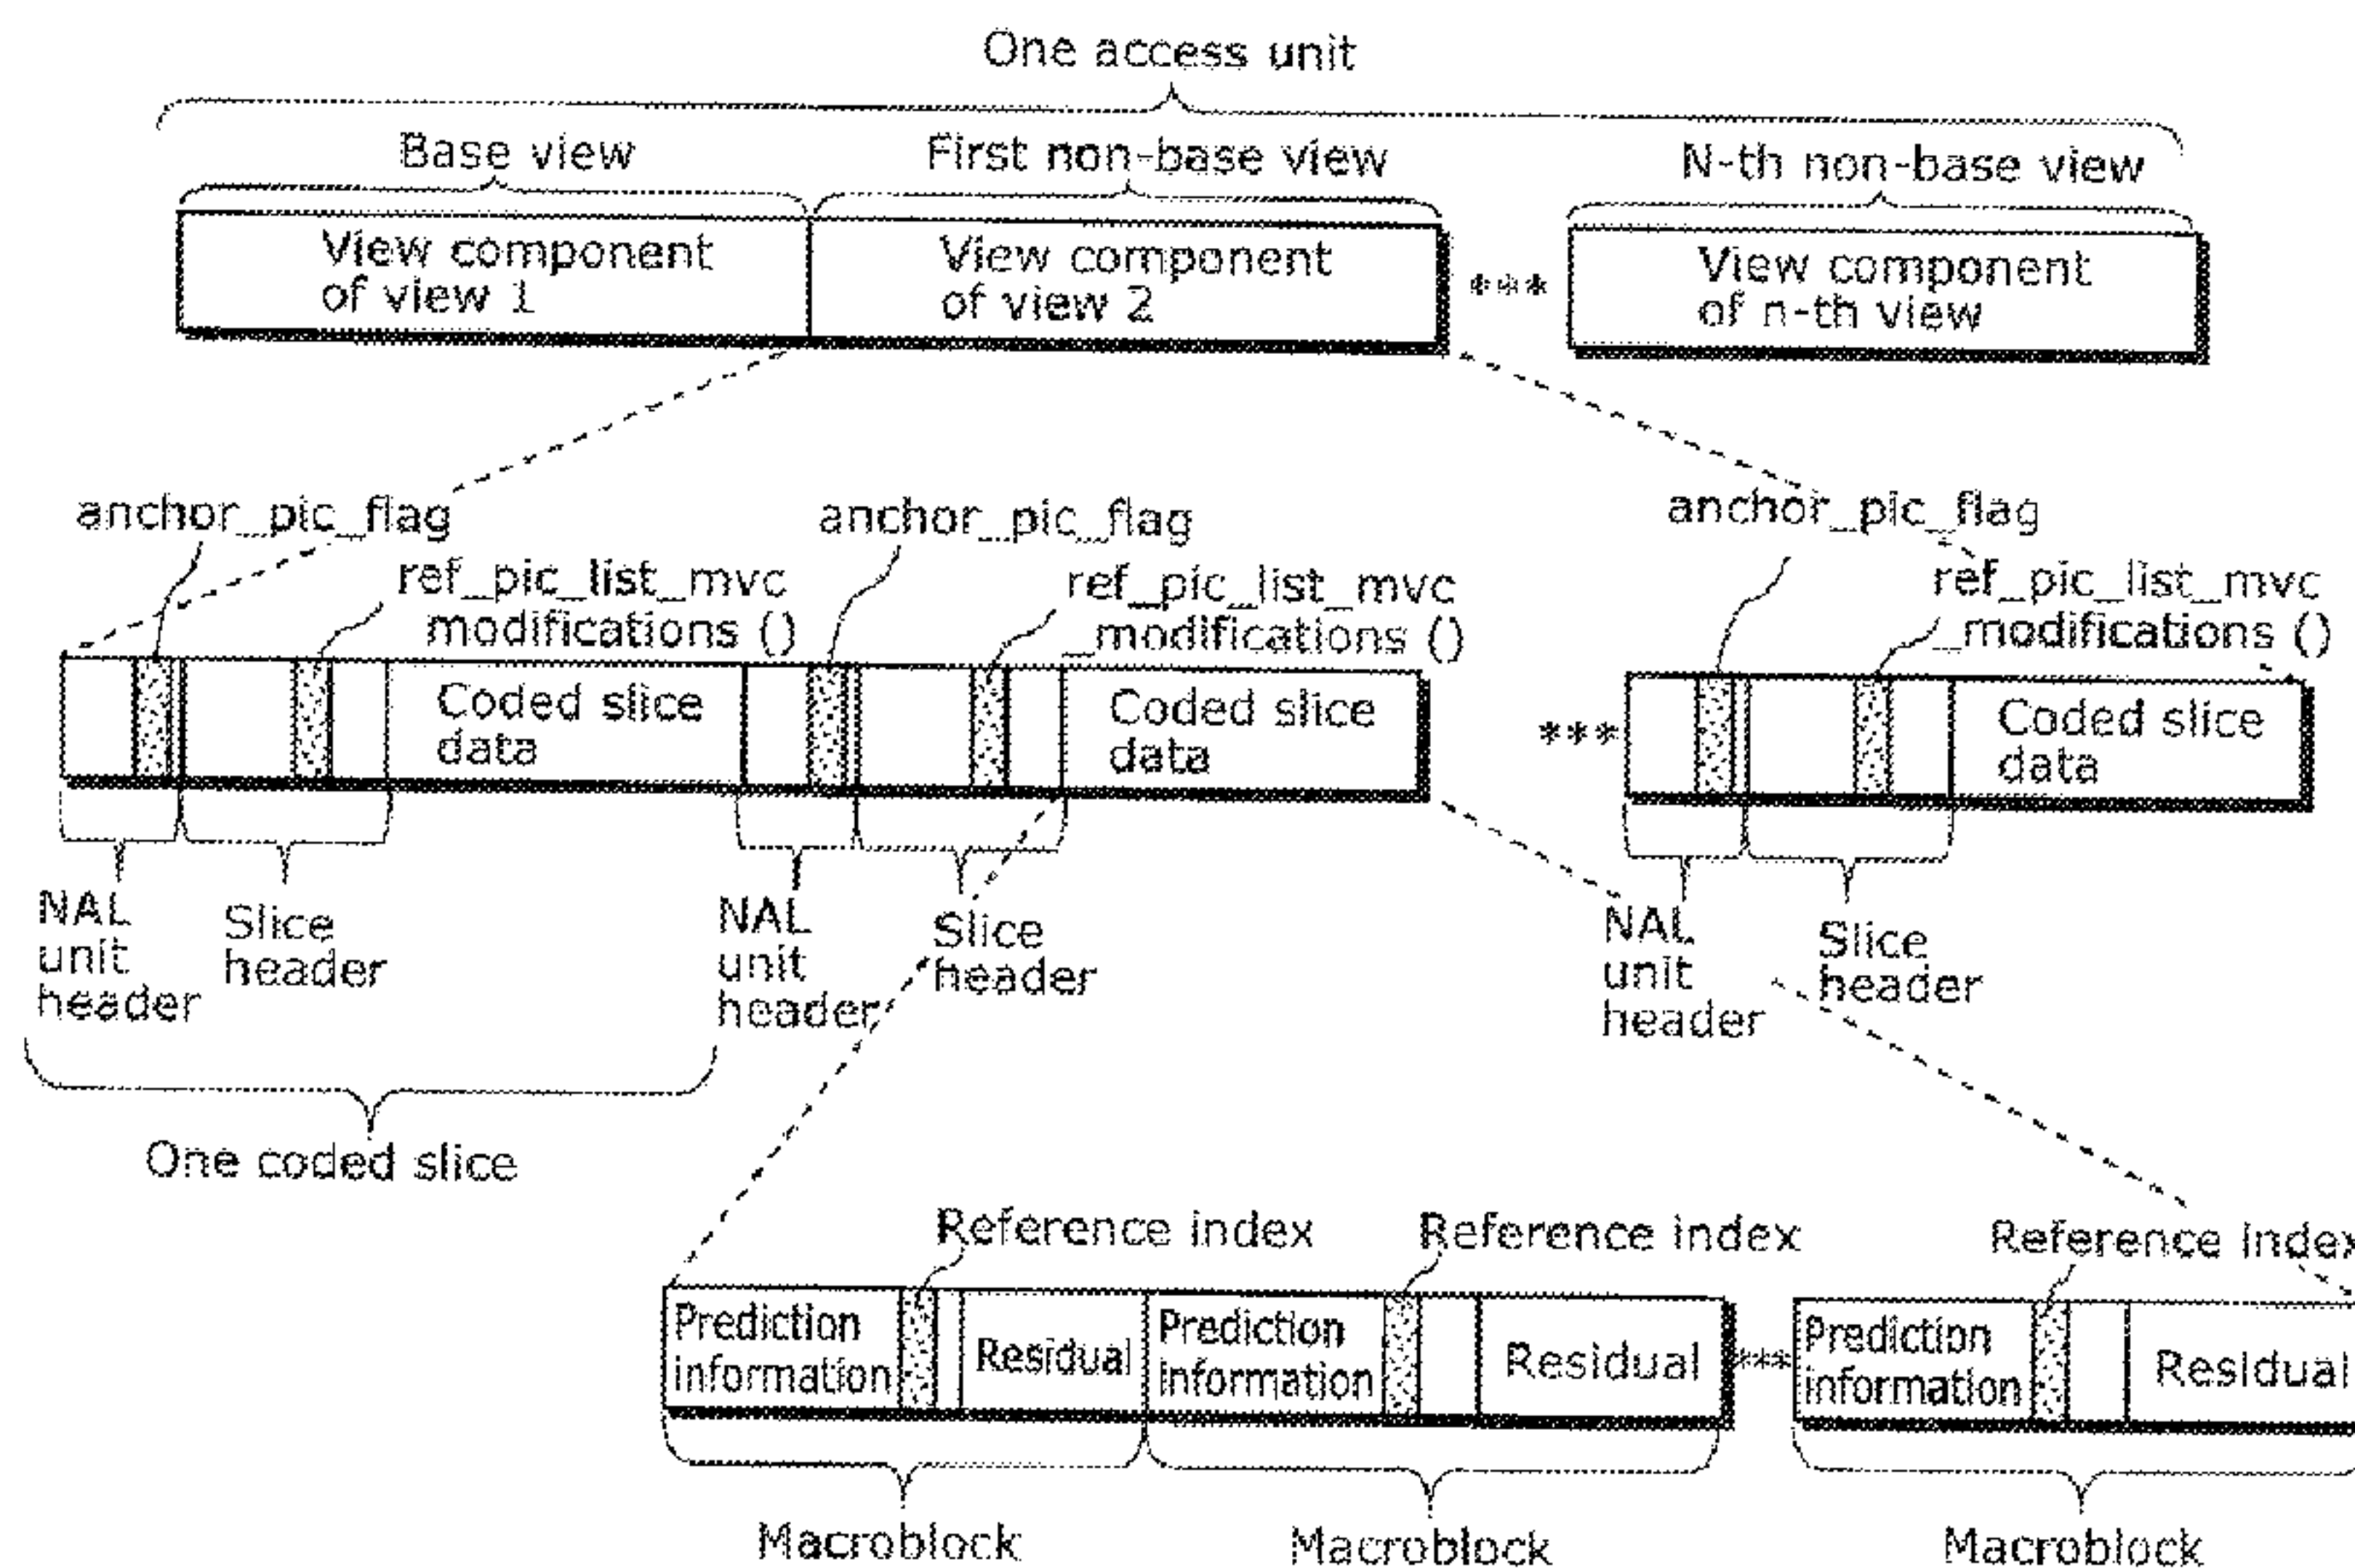 One access unit
Base view
First non-base view
N-th non-base view
View component
of view 1
View component
of view 2
***
View component
of n-th view
anchor_pic_flag
anchor_pic_flag
anchor_pic_flag
ref_pic_list_mvc
modifications ()
ref_pic_list_mvc
_modifications ()
ref_pic_list_mvc
_modifications ()
Coded slice
data
Coded slice
data
***
Coded slice
data
NAL
unit
header
Slice
header
NAL
unit
header
Slice
header
NAL
unit
header
Slice
header
One coded slice
Reference index
Reference index
Reference index
Prediction
information
Residual
Prediction
information
Residual
***
Prediction
information
Residual
Macroblock
Macroblock
Macroblock